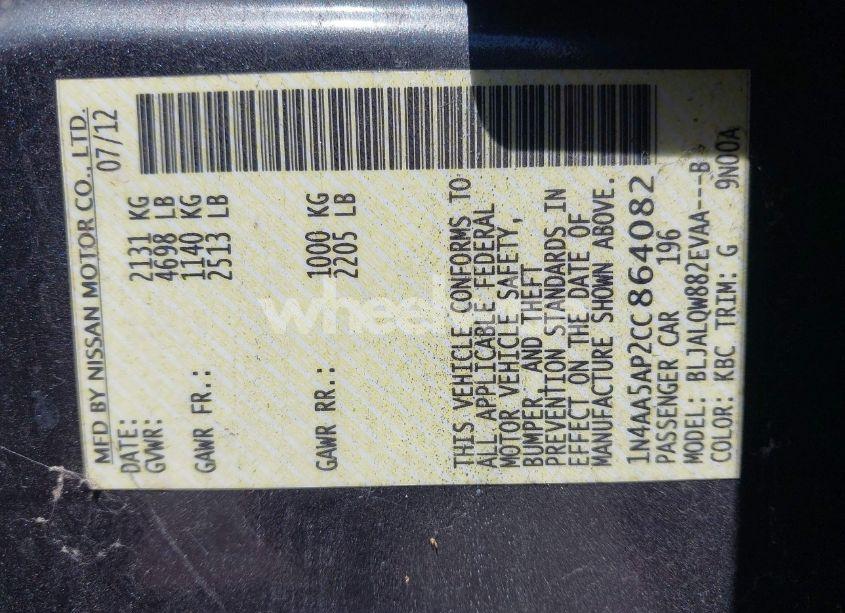 MFD BY NISSAN MOTOR CO., LTD.
DATE: 07/12
GVWR: 2131 KG
4698 LB
GAWR FR.: 1140 KG
2513 LB
GAWR RR.: 1000 KG
2205 LB
THIS VEHICLE CONFORMS TO
ALL APPLICABLE FEDERAL
MOTOR VEHICLE SAFETY,
BUMPER, AND THEFT
PREVENTION STANDARDS IN
EFFECT ON THE DATE OF
MANUFACTURE SHOWN ABOVE.
1N4AA5AP2CC864082
PASSENGER CAR 196
MODEL: BLJALQW882EVAA---B
COLOR: KBC TRIM: G 9N00A